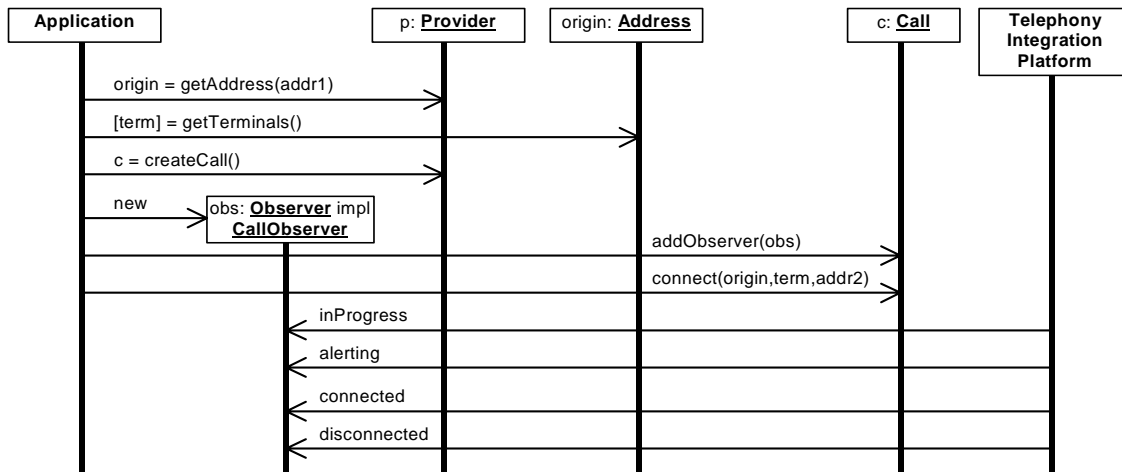 Application
p: Provider
origin: Address
c: Call
Telephony
Integration
Platform
origin = getAddress(addr1)
[term] = getTerminals()
c = createCall()
new
obs: Observer impl
CallObserver
addObserver(obs)
connect(origin,term,addr2)
inProgress
alerting
connected
disconnected